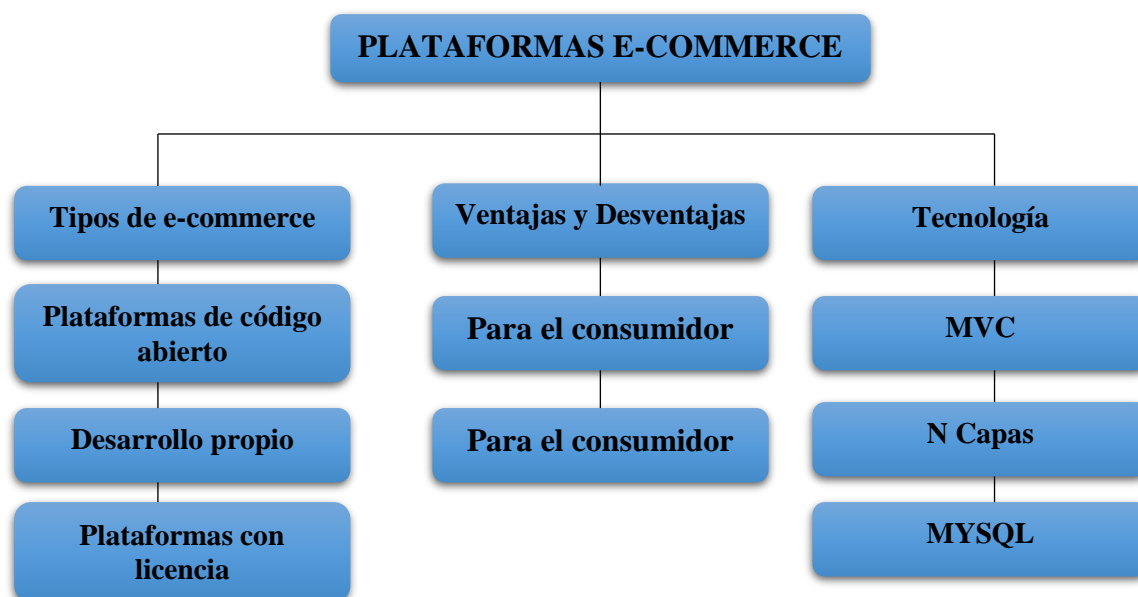 PLATAFORMAS E-COMMERCE
Tipos de e-commerce
Plataformas de código
abierto
Desarrollo propio
Plataformas con
licencia
Ventajas y Desventajas
Para el consumidor
Para el consumidor
Tecnología
MVC
N Capas
MYSQL